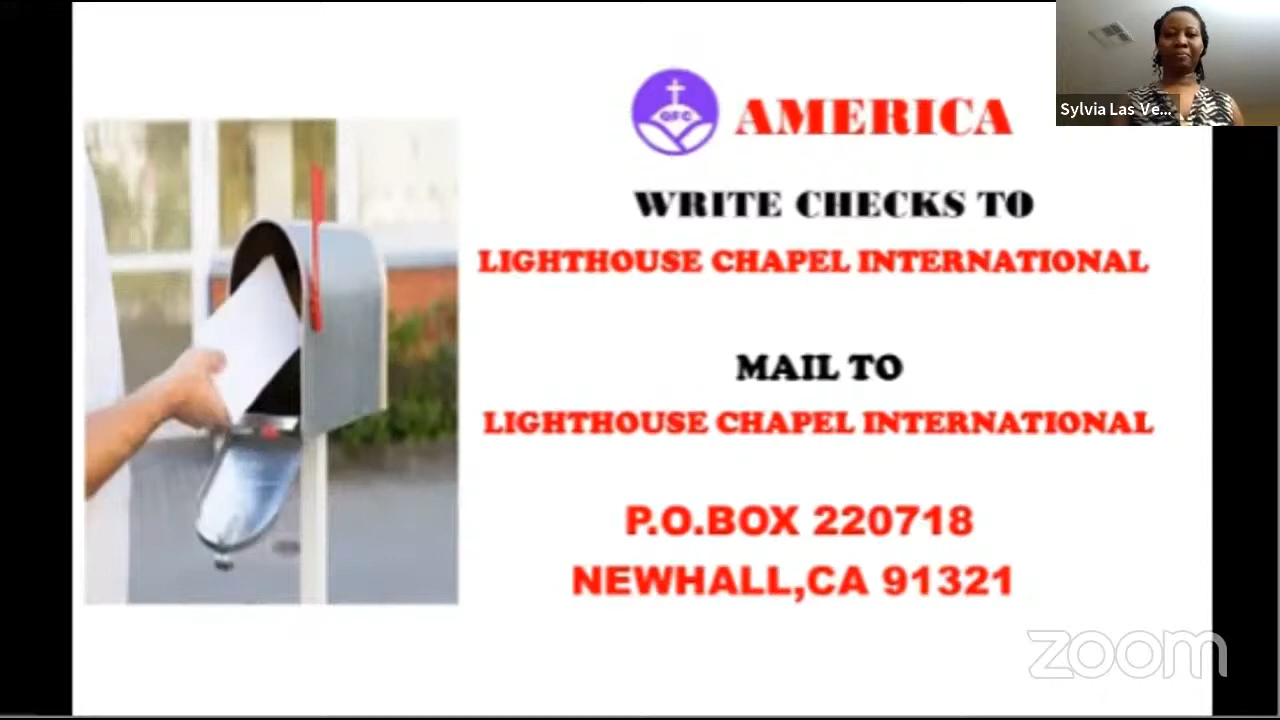 QFC
AMERICA
Sylvia Las Ve...
WRITE CHECKS TO
LIGHTHOUSE CHAPEL INTERNATIONAL
MAIL TO
LIGHTHOUSE CHAPEL INTERNATIONAL
P.O.BOX 220718
NEWHALL,CA 91321
zoom